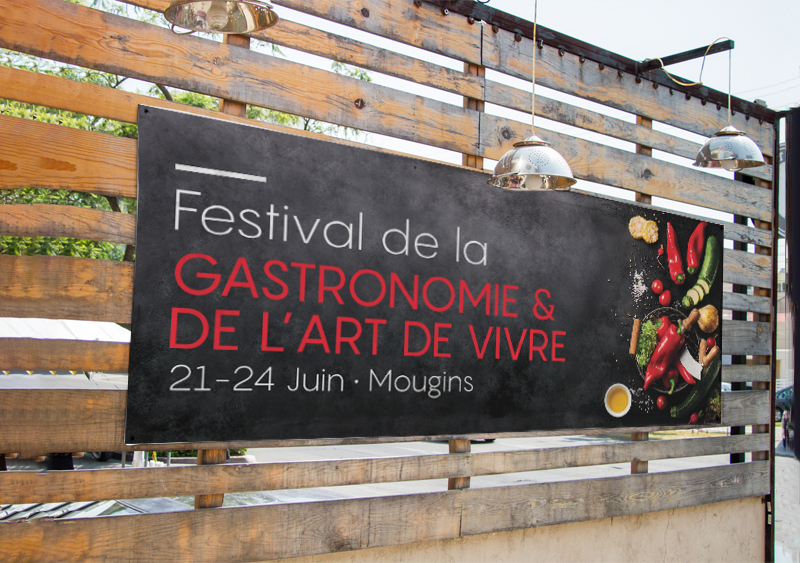 Festival de la
GASTRONOMIE &
DE L'ART DE VIVRE
21-24 Juin • Mougins